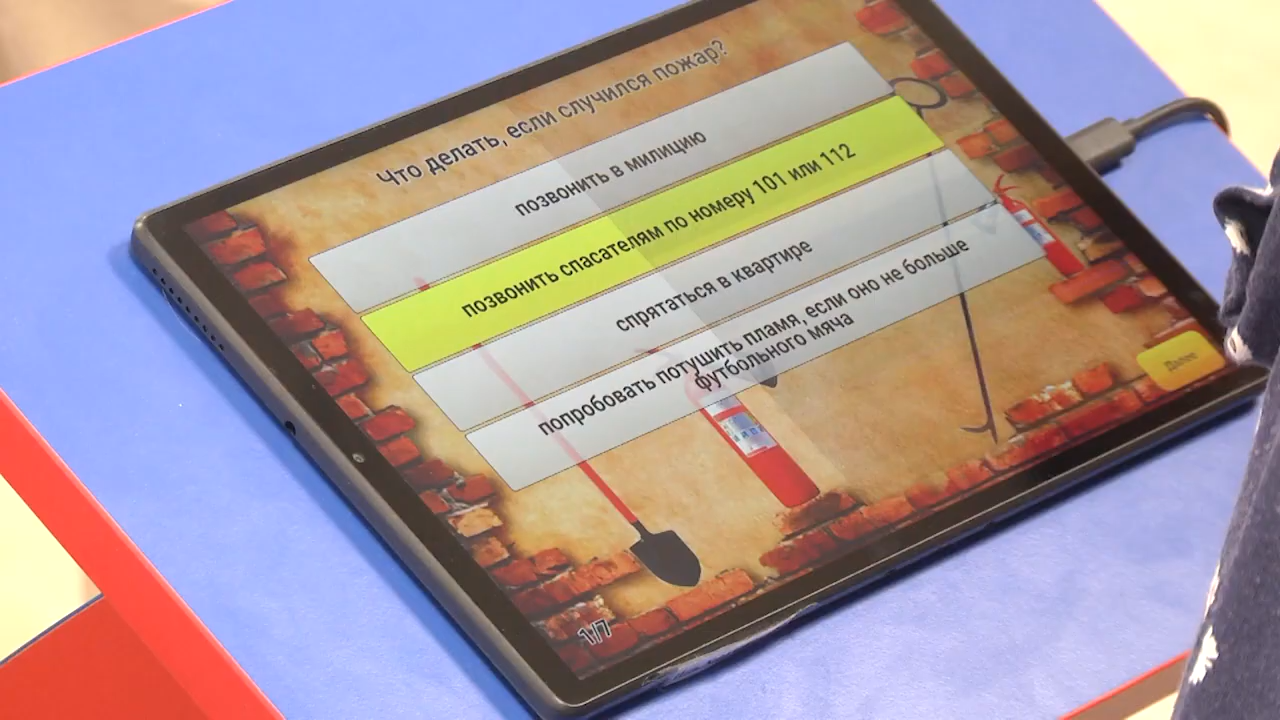 Что делать, если случился пожар?
позвонить в милицию
позвонить спасателям по номеру 101 или 112
спрятаться в квартире
попробовать потушить пламя, если оно не больше
футбольного мяча
Далее
1/7